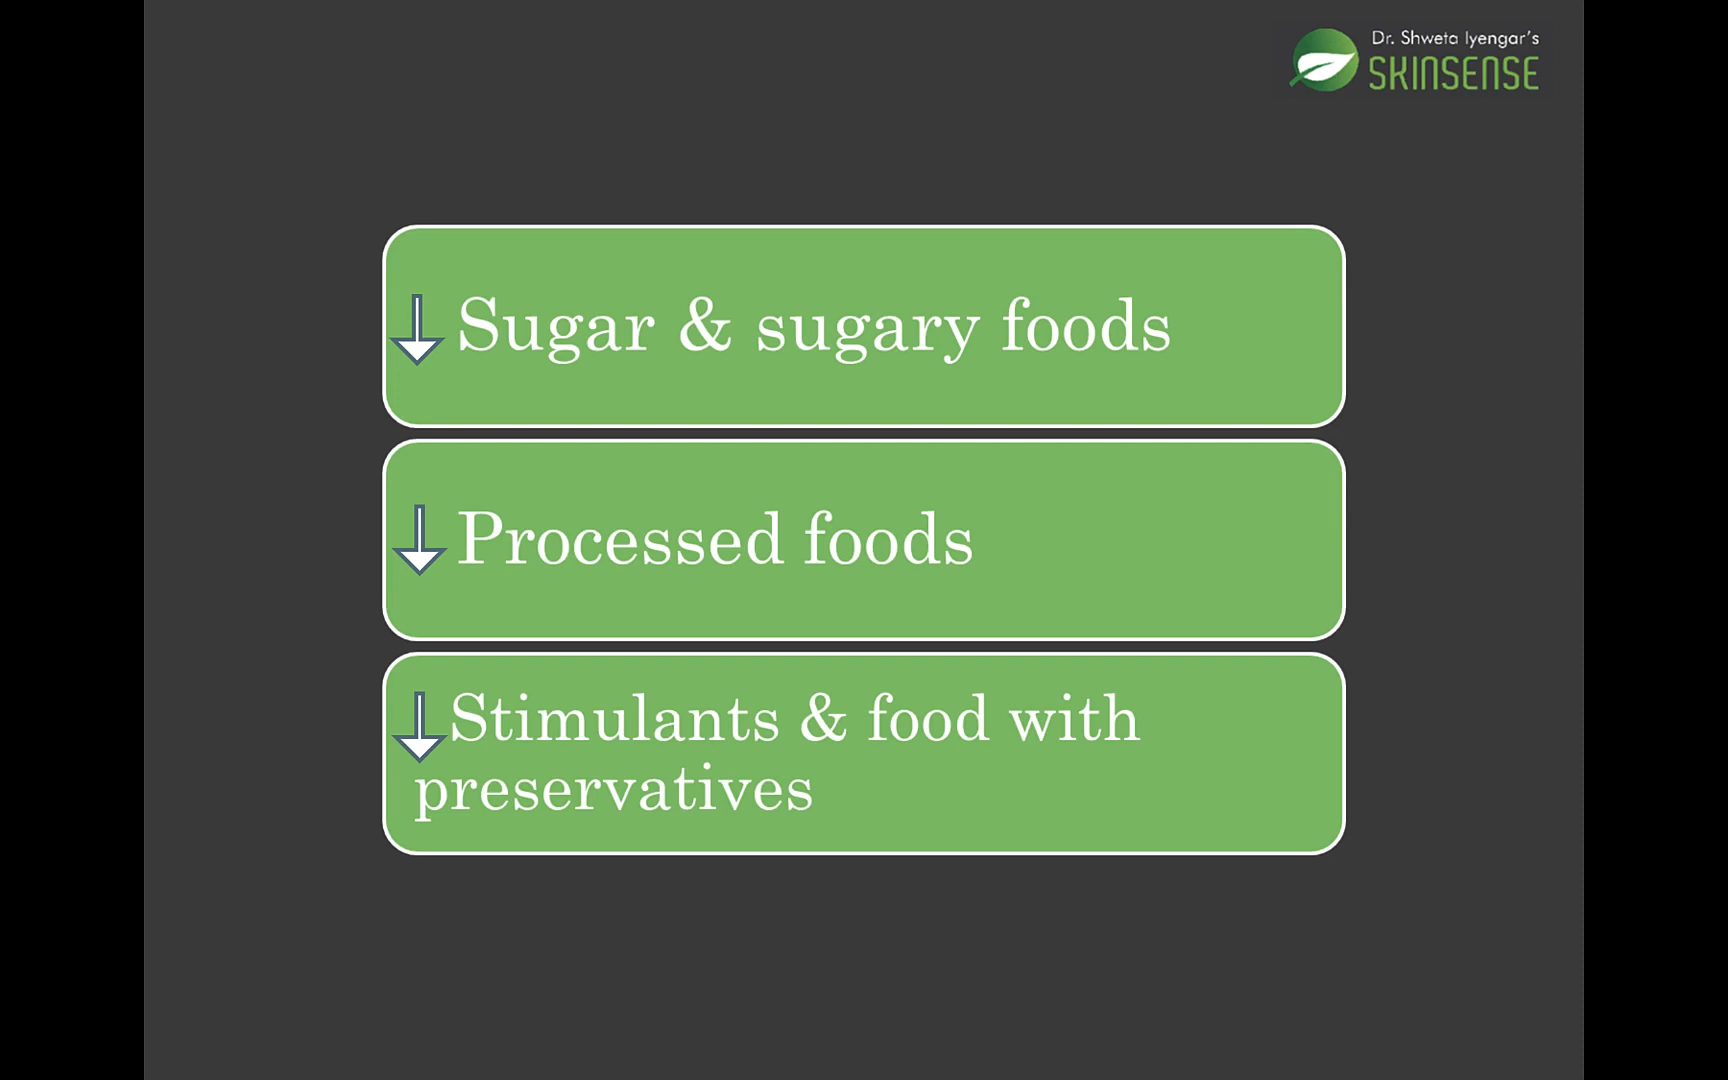 Dr. Shweta Iyengar's
SKINSENSE
Sugar & sugary foods
Processed foods
Stimulants & food with
preservatives